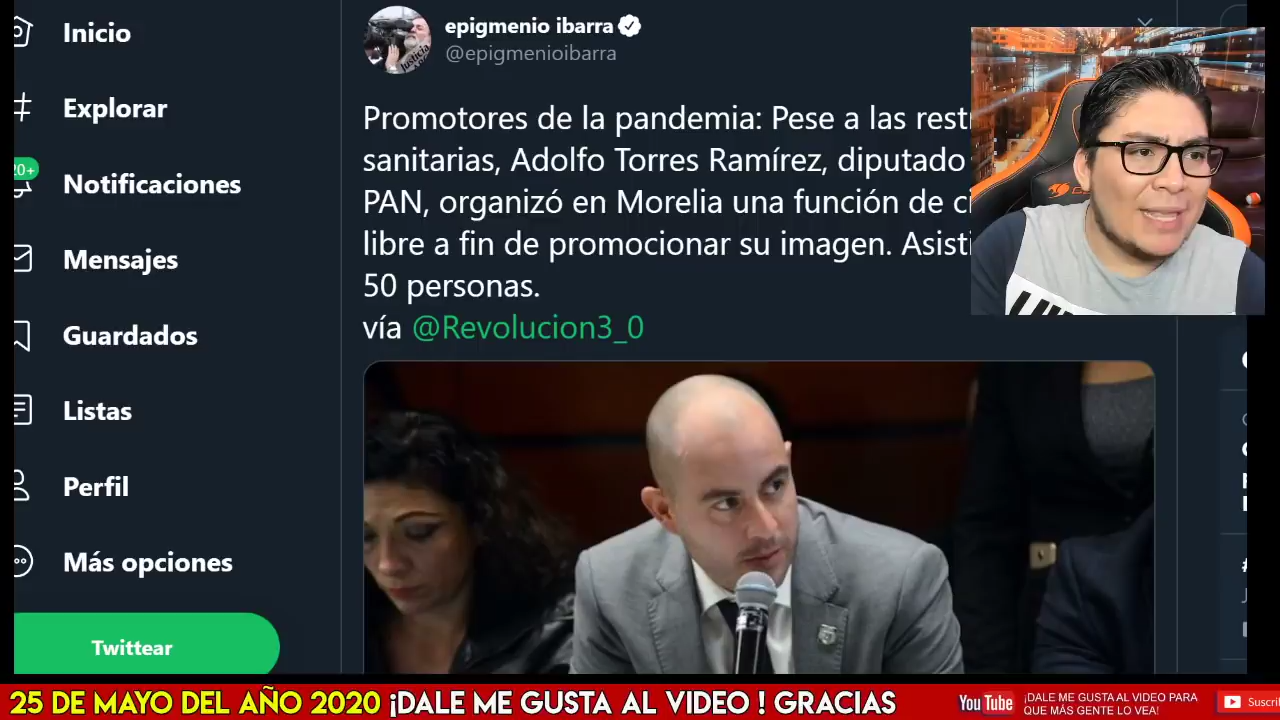 Inicio
Explorar
20+
Notificaciones
Mensajes
Guardados
Listas
Perfil
Más opciones
Twittear
epigmenio ibarra
@epigmenioibarra
Promotores de la pandemia: Pese a las rest
sanitarias, Adolfo Torres Ramírez, diputado
PAN, organizó en Morelia una función de ci
libre a fin de promocionar su imagen. Asisti
50 personas.
vía @Revolucion3_0
25 DE MAYO DEL AÑO 2020 ¡DALE ME GUSTA AL VIDEO ! GRACIAS
YouTube
¡DALE ME GUSTA AL VIDEO PARA
QUE MÁS GENTE LO VEA!
Suscri